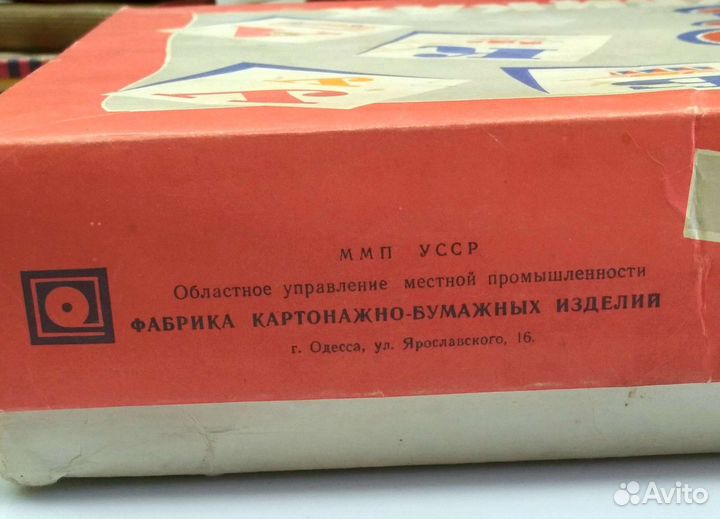 ММП УССР
Областное управление местной промышленности
ФАБРИКА КАРТОНАЖНО-БУМАЖНЫХ ИЗДЕЛИЙ
г. Одесса, ул. Ярославского, 16.
Avito